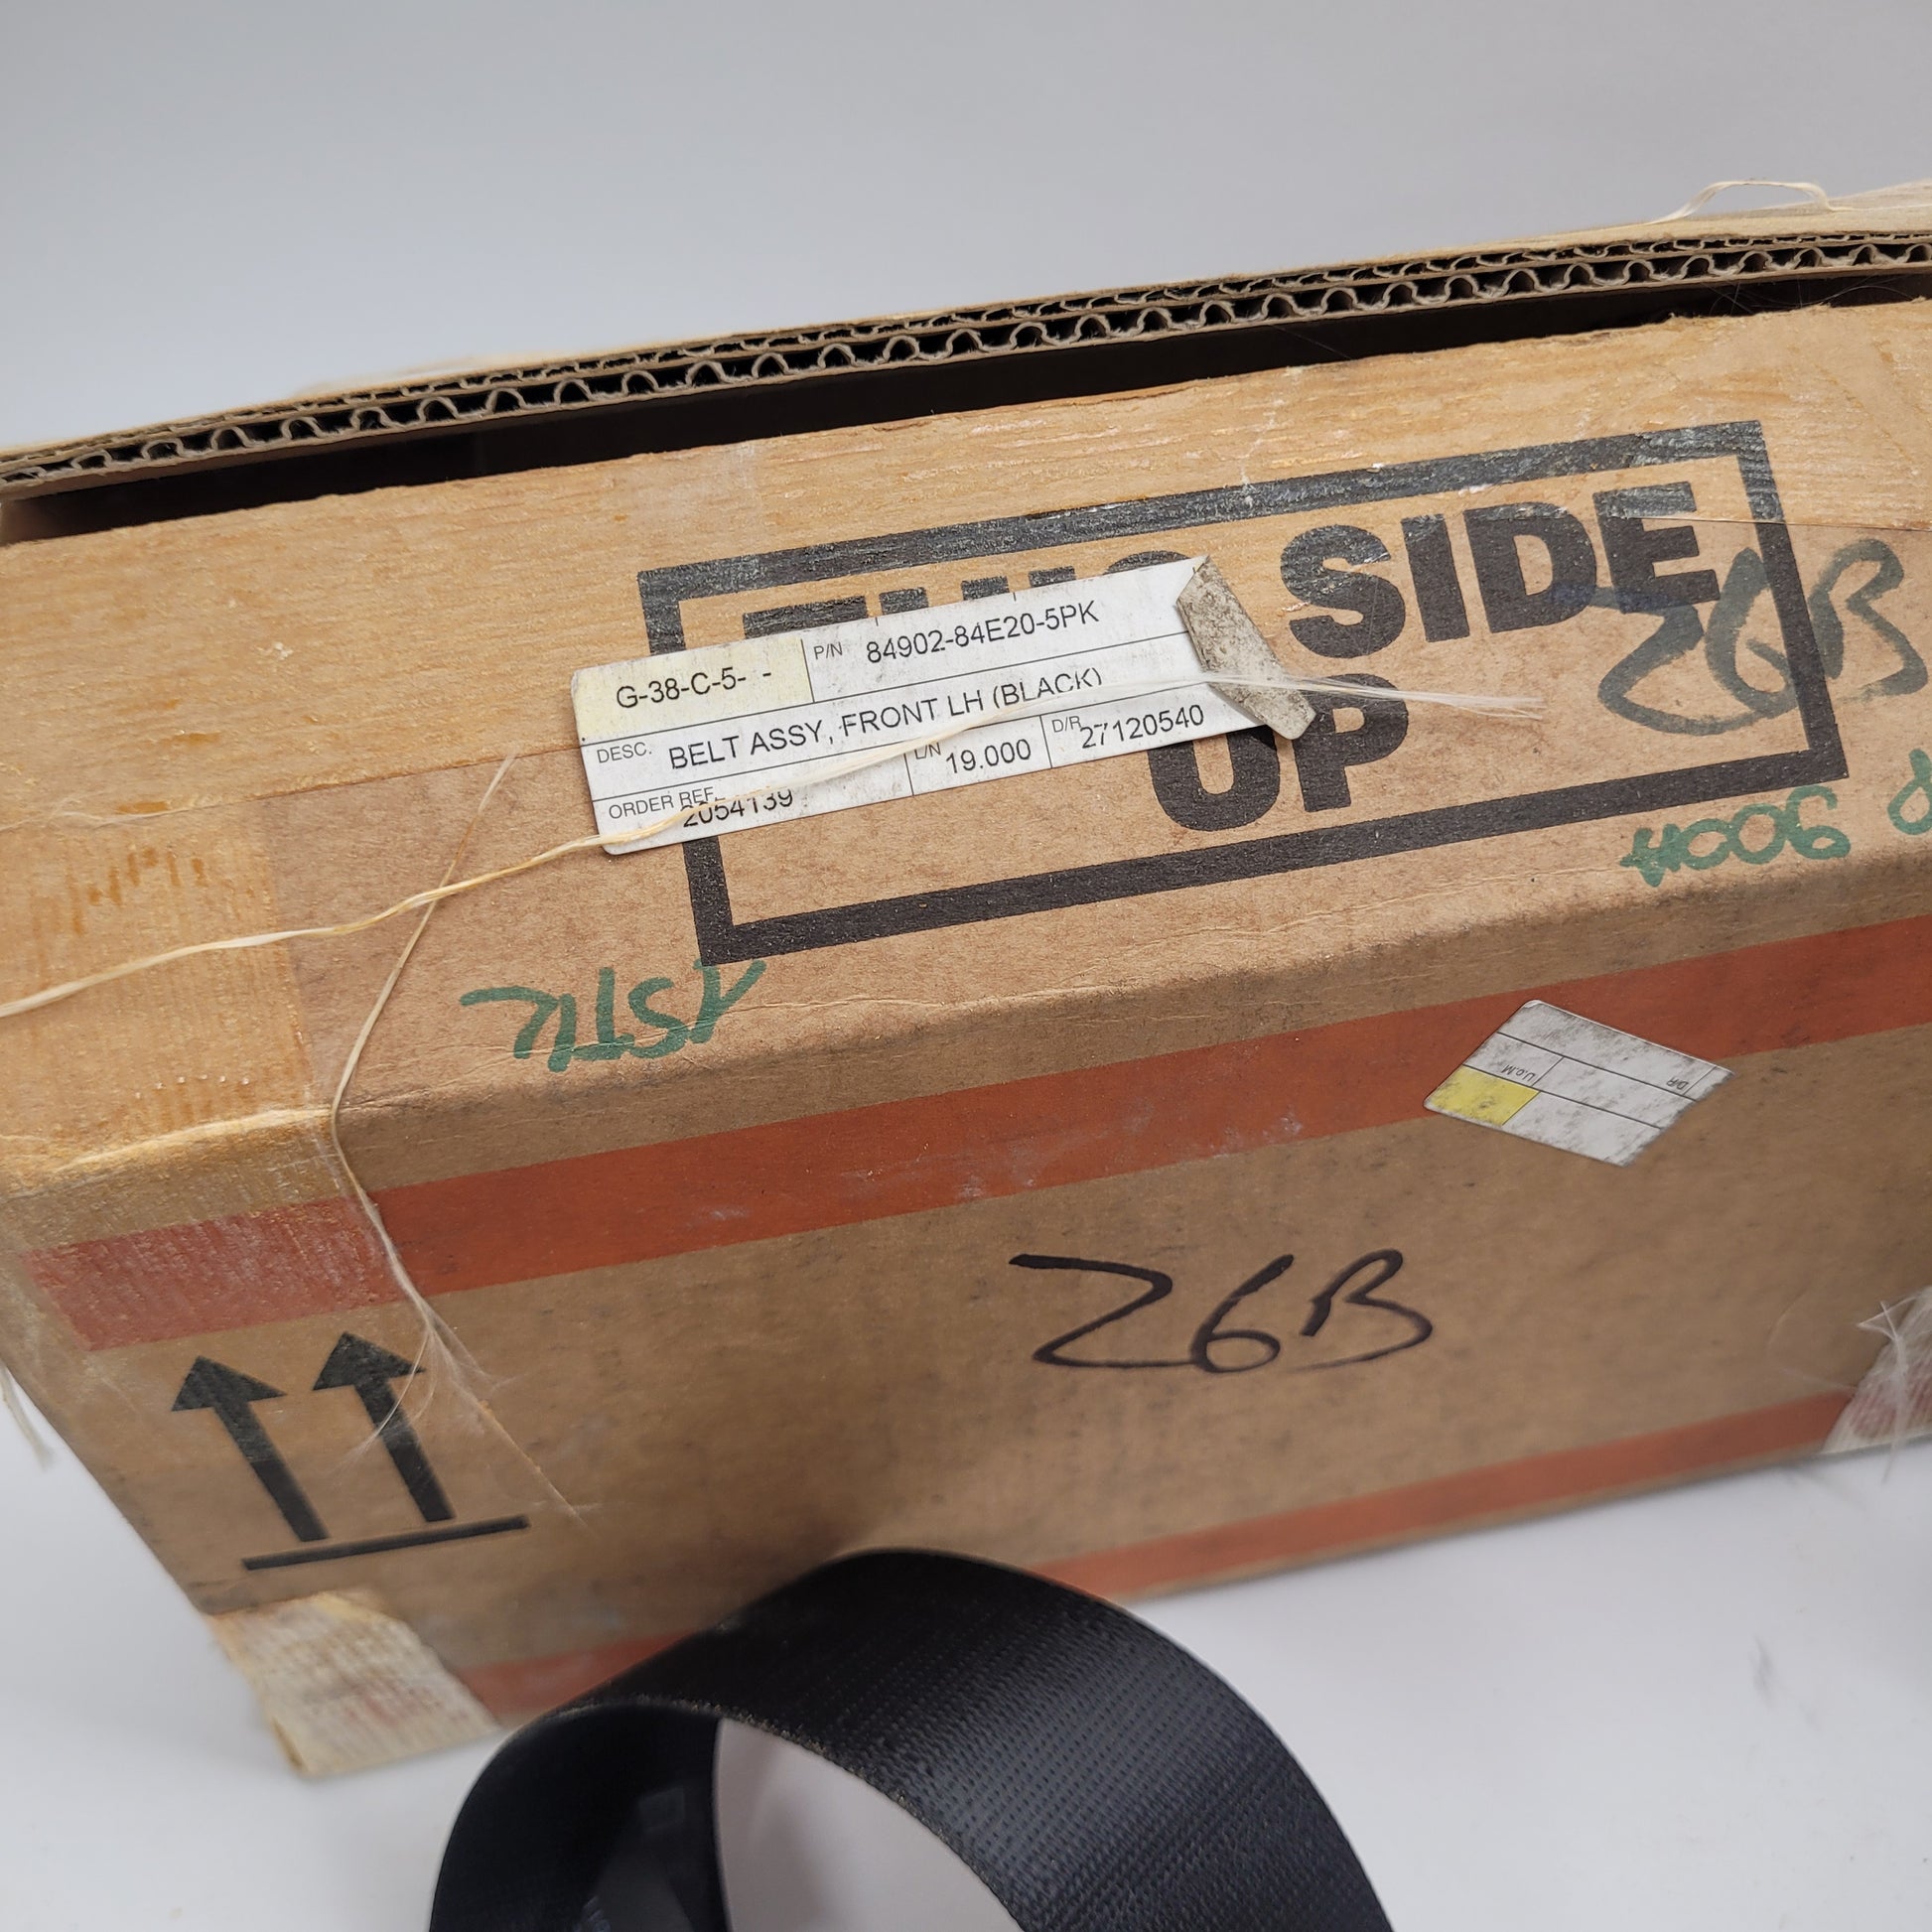 SIDE
UP
G-38-C-5- -
P/N 84902-84E20-5PK
DESC. BELT ASSY, FRONT LH (BLACK)
ORDER REF. 2054139
L/N 19.000
D/R 27120540
26B
900A
D/R
U.o.M
26B